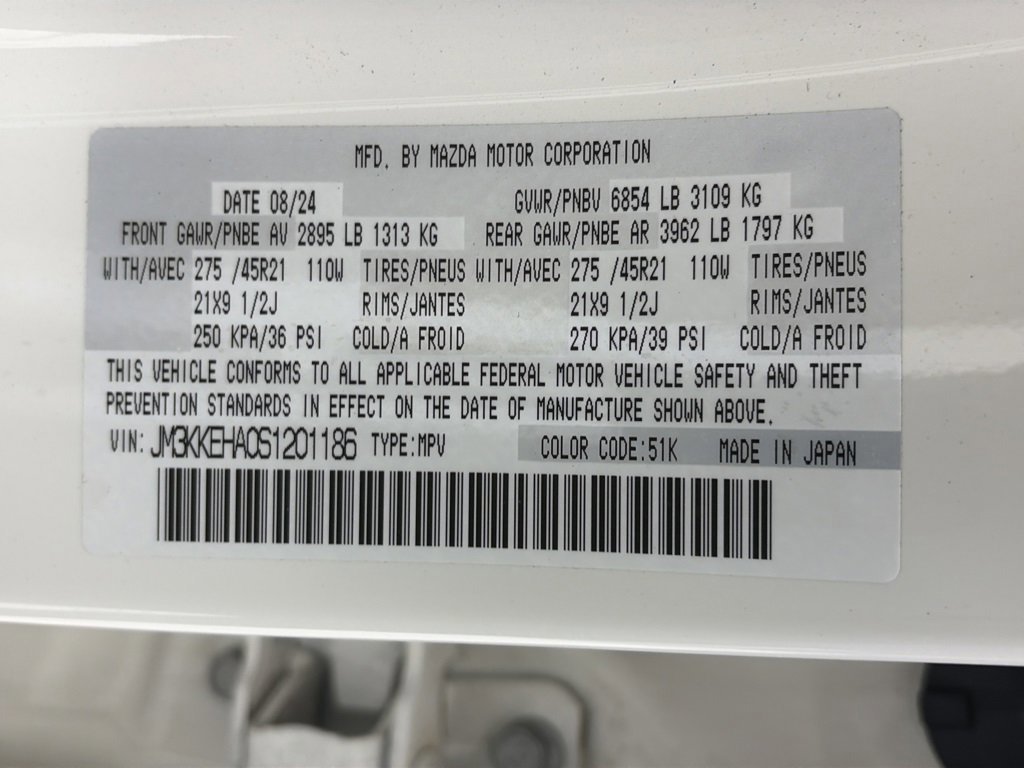 MFD. BY MAZDA MOTOR CORPORATION
DATE 08/24 GVWR/PNBV 6854 LB 3109 KG
FRONT GAWR/PNBE AV 2895 LB 1313 KG REAR GAWR/PNBE AR 3962 LB 1797 KG
WITH/AVEC 275 /45R21 110W TIRES/PNEUS WITH/AVEC 275 /45R21 110W TIRES/PNEUS
21X9 1/2J RIMS/JANTES 21X9 1/2J RIMS/JANTES
250 KPA/36 PSI COLD/A FROID 270 KPA/39 PSI COLD/A FROID
THIS VEHICLE CONFORMS TO ALL APPLICABLE FEDERAL MOTOR VEHICLE SAFETY AND THEFT
PREVENTION STANDARDS IN EFFECT ON THE DATE OF MANUFACTURE SHOWN ABOVE.
VIN: JM3KKEHA0S1201186 TYPE:MPV COLOR CODE:51K MADE IN JAPAN